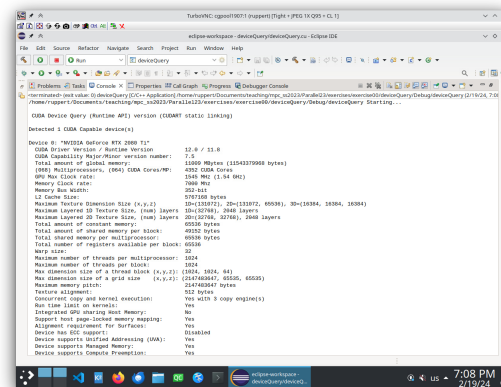 TurboVNC: cgpool1907:1 (ruppert) [Tight + JPEG 1X Q95 + CL 1]
eclipse-workspace - deviceQuery/deviceQuery.cu - Eclipse IDE
File Edit Source Refactor Navigate Search Project Run Window Help
Run deviceQuery
Problems Tasks Console Properties Call Graph Registers Progress Debugger Console
<terminated> (exit value: 0) deviceQuery [C/C++ Application] /home/ruppert/Documents/teaching/mpc_ss2023/Parallel23/exercises/exercise00/deviceQuery/Debug/deviceQuery (2/19/24, 7:0
/home/ruppert/Documents/teaching/mpc_ss2023/Parallel23/exercises/exercise00/deviceQuery/Debug/deviceQuery Starting...
CUDA Device Query (Runtime API) version (CUDART static linking)
Detected 1 CUDA Capable device(s)
Device 0: "NVIDIA GeForce RTX 2080 Ti"
CUDA Driver Version / Runtime Version 12.0 / 11.8
CUDA Capability Major/Minor version number: 7.5
Total amount of global memory: 11009 MBytes (11543379968 bytes)
(068) Multiprocessors, (064) CUDA Cores/MP: 4352 CUDA Cores
GPU Max Clock rate: 1545 MHz (1.54 GHz)
Memory Clock rate: 7000 Mhz
Memory Bus Width: 352-bit
L2 Cache Size: 5767168 bytes
Maximum Texture Dimension Size (x,y,z) 1D=(131072), 2D=(131072, 65536), 3D=(16384, 16384, 16384)
Maximum Layered 1D Texture Size, (num) layers 1D=(32768), 2048 layers
Maximum Layered 2D Texture Size, (num) layers 2D=(32768, 32768), 2048 layers
Total amount of constant memory: 65536 bytes
Total amount of shared memory per block: 49152 bytes
Total shared memory per multiprocessor: 65536 bytes
Total number of registers available per block: 65536
Warp size: 32
Maximum number of threads per multiprocessor: 1024
Maximum number of threads per block: 1024
Max dimension size of a thread block (x,y,z): (1024, 1024, 64)
Max dimension size of a grid size (x,y,z): (2147483647, 65535, 65535)
Maximum memory pitch: 2147483647 bytes
Texture alignment: 512 bytes
Concurrent copy and kernel execution: Yes with 3 copy engine(s)
Run time limit on kernels: Yes
Integrated GPU sharing Host Memory: No
Support host page-locked memory mapping: Yes
Alignment requirement for Surfaces: Yes
Device has ECC support: Disabled
Device supports Unified Addressing (UVA): Yes
Device supports Managed Memory: Yes
Device supports Compute Preemption: Yes
eclipse-workspace - deviceQuery/deviceQ...
US
7:08 PM
2/19/24